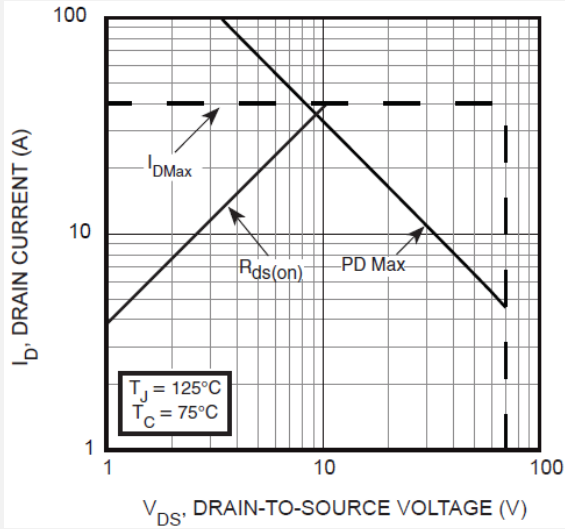 100
10
1
I_D, DRAIN CURRENT (A)
I_DMax
R_ds(on)
PD Max
T_J = 125°C
T_C = 75°C
1
10
100
V_DS, DRAIN-TO-SOURCE VOLTAGE (V)